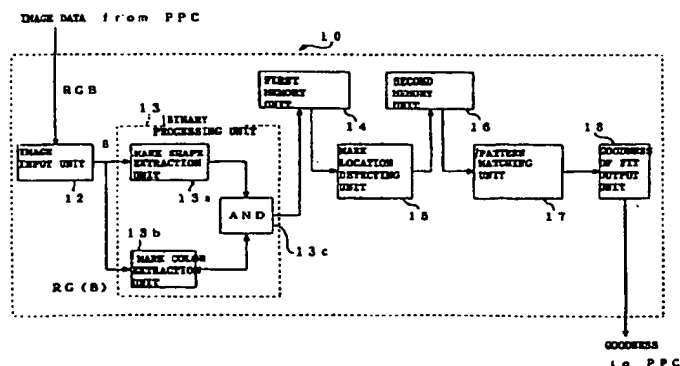 IMAGE DATA from PPC
10
RGB
FIRST
MEMORY
UNIT
14
SECOND
MEMORY
UNIT
16
13
BINARY
PROCESSING UNIT
IMAGE
INPUT UNIT
12
B
MARK SHAPE
EXTRACTION
UNIT
13a
AND
13c
13b
MARK COLOR
EXTRACTION
UNIT
RG(B)
MARK
LOCATION
DETECTING
UNIT
15
PATTERN
MATCHING
UNIT
17
18
GOODNESS
OF FIT
OUTPUT
UNIT
GOODNESS
to PPC